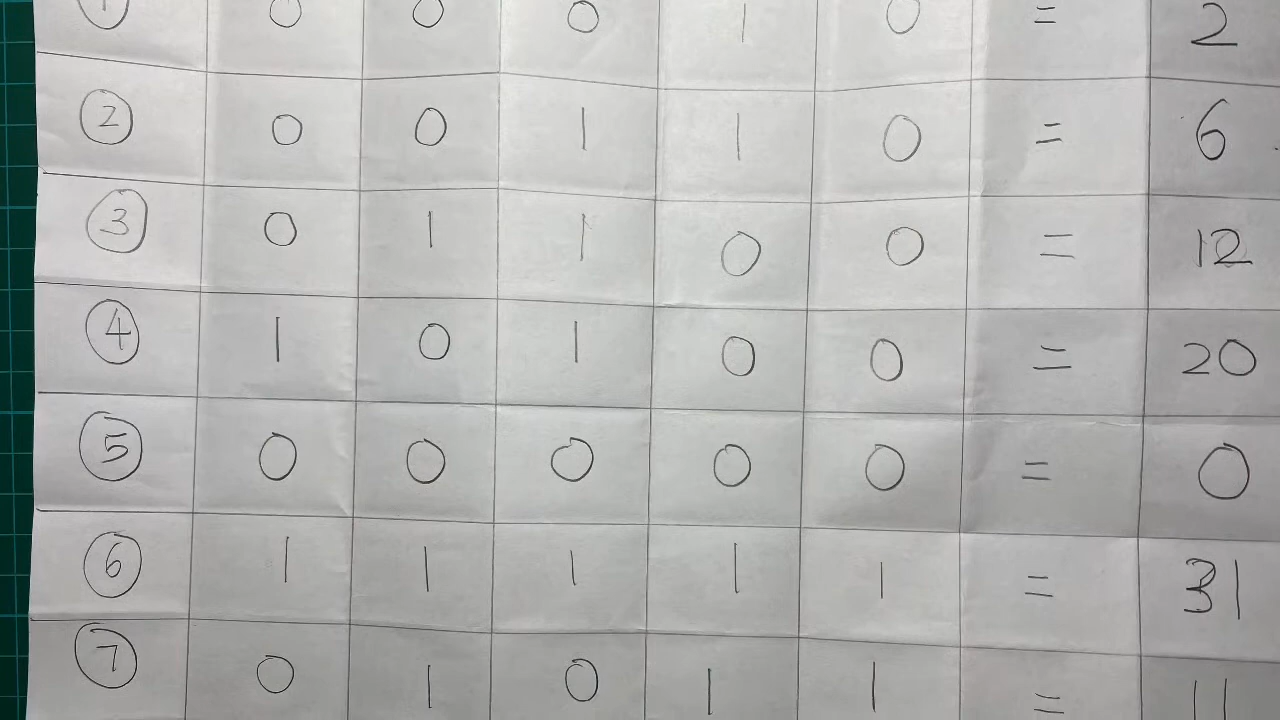 ① 0 0 0 1 0 = 2
② 0 0 1 1 0 = 6
③ 0 1 1 0 0 = 12
④ 1 0 1 0 0 = 20
⑤ 0 0 0 0 0 = 0
⑥ 1 1 1 1 1 = 31
⑦ 0 1 0 1 1 = 11